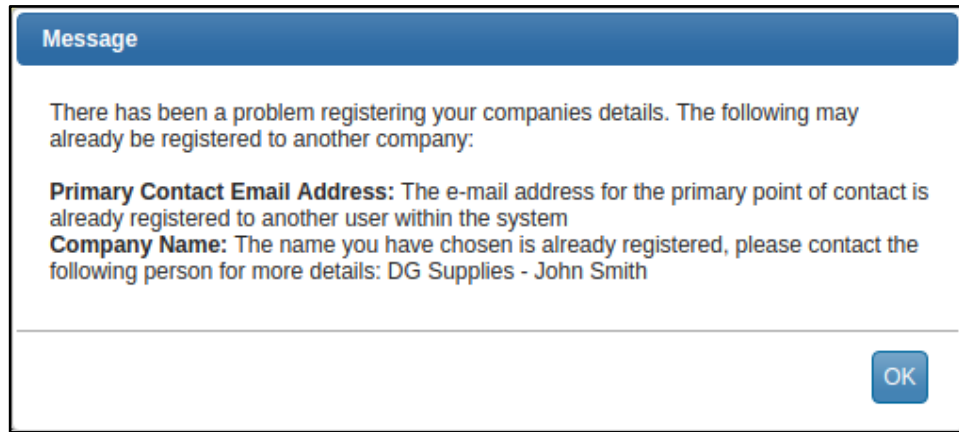 Message
There has been a problem registering your companies details. The following may
already be registered to another company:
Primary Contact Email Address: The e-mail address for the primary point of contact is
already registered to another user within the system
Company Name: The name you have chosen is already registered, please contact the
following person for more details: DG Supplies - John Smith
OK